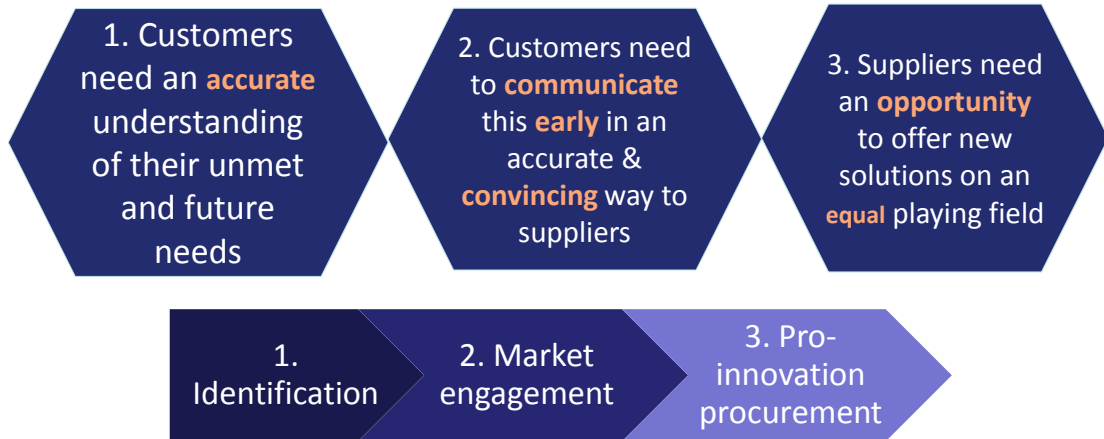 1. Customers
need an accurate
understanding
of their unmet
and future
needs
2. Customers need
to communicate
this early in an
accurate &
convincing way to
suppliers
3. Suppliers need
an opportunity
to offer new
solutions on an
equal playing field
1.
Identification
2. Market
engagement
3. Pro-
innovation
procurement